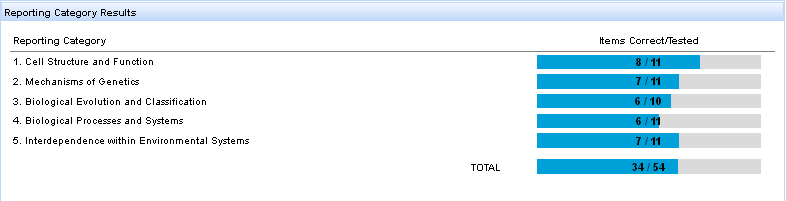 Reporting Category Results
Reporting Category Items Correct/Tested
1. Cell Structure and Function 8 / 11
2. Mechanisms of Genetics 7 / 11
3. Biological Evolution and Classification 6 / 10
4. Biological Processes and Systems 6 / 11
5. Interdependence within Environmental Systems 7 / 11
TOTAL 34 / 54